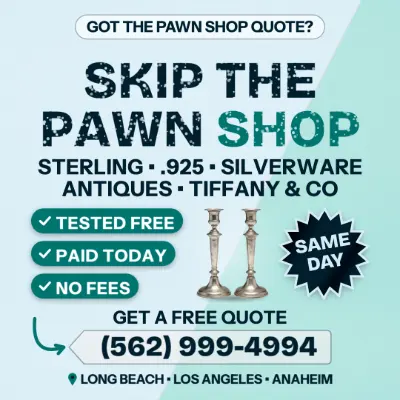 GOT THE PAWN SHOP QUOTE?
SKIP THE
PAWN SHOP
STERLING ▪ .925 ▪ SILVERWARE
ANTIQUES ▪ TIFFANY & CO
✓ TESTED FREE
✓ PAID TODAY
✓ NO FEES
SAME
DAY
GET A FREE QUOTE
(562) 999-4994
LONG BEACH ▪ LOS ANGELES ▪ ANAHEIM